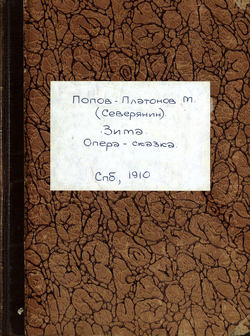 Попов-Платонов М.
(Северянин).
Зима.
Опера-сказка.
Спб, 1910